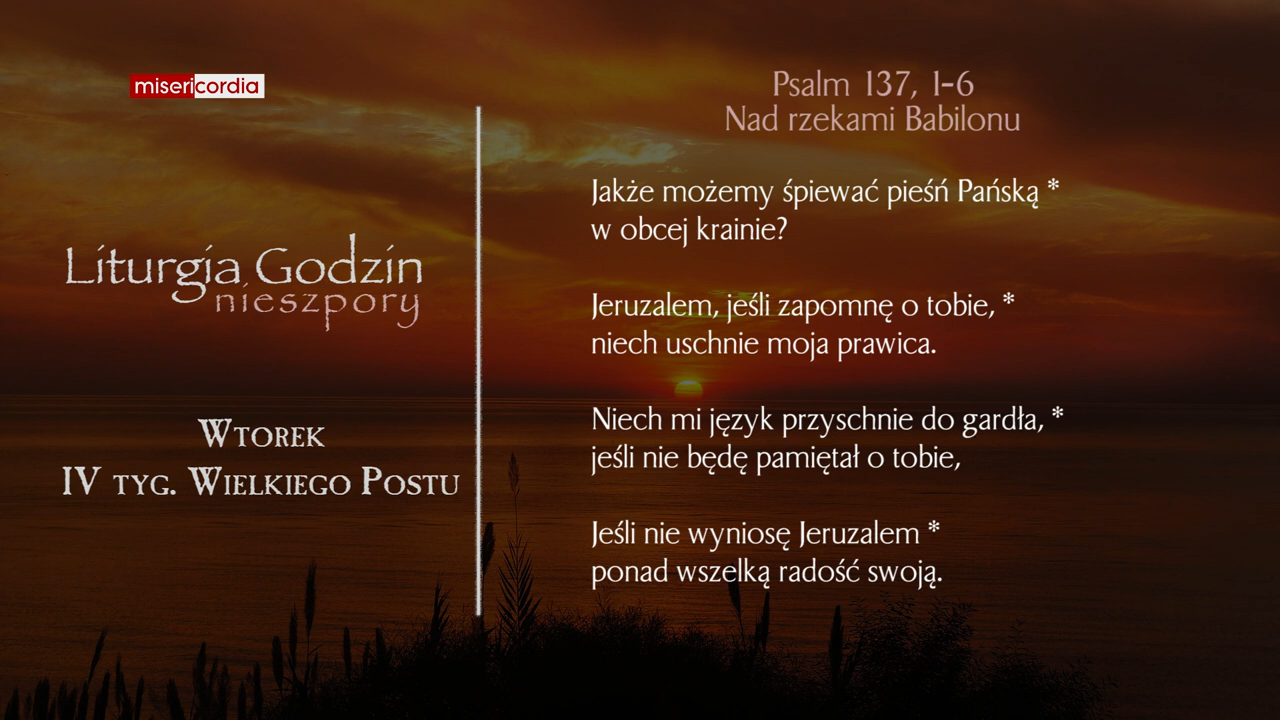 misericordia
Liturgia Godzin
nieszpory
Wtorek
IV tyg. Wielkiego Postu
Psalm 137, 1-6
Nad rzekami Babilonu
Jakże możemy śpiewać pieśń Pańską *
w obcej krainie?
Jeruzalem, jeśli zapomnę o tobie, *
niech uschnie moja prawica.
Niech mi język przyschnie do gardła, *
jeśli nie będę pamiętał o tobie,
Jeśli nie wyniosę Jeruzalem *
ponad wszelką radość swoją.